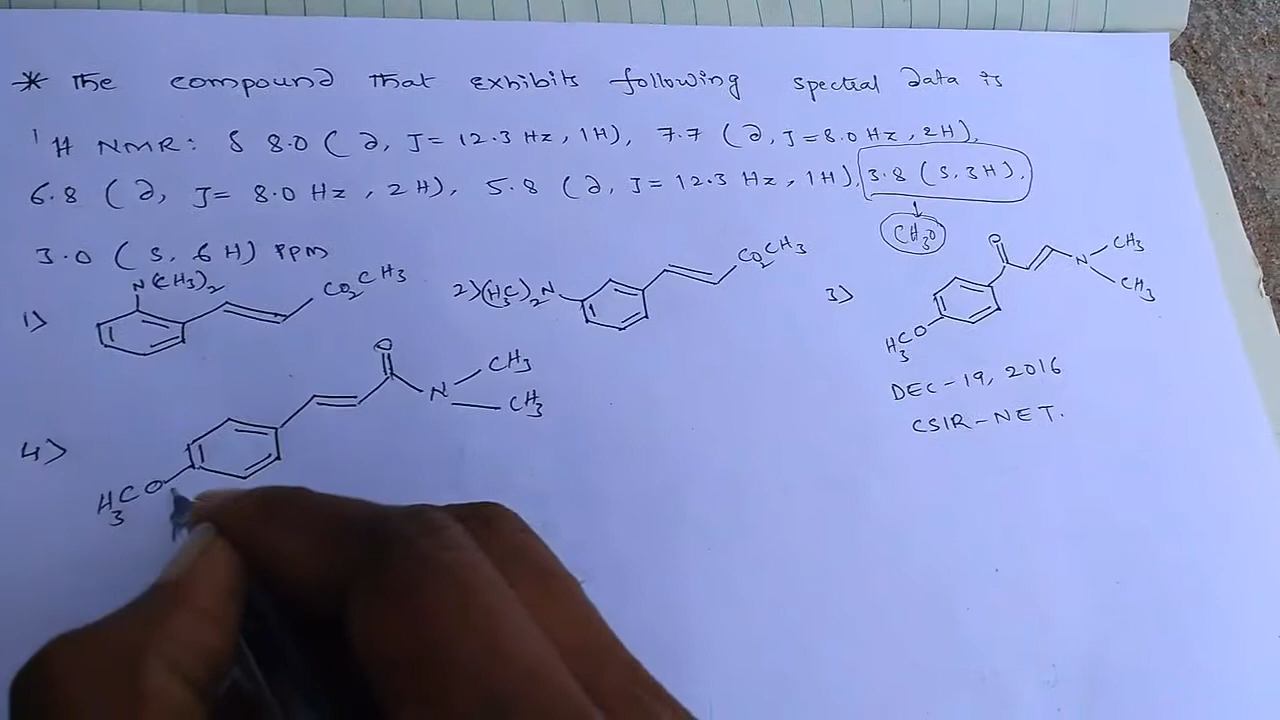 * The compound that exhibits following spectral data is
¹H NMR: δ 8.0 (d, J = 12.3 Hz, 1H), 7.7 (d, J = 8.0 Hz, 2H),
6.8 (d, J = 8.0 Hz, 2H), 5.8 (d, J = 12.3 Hz, 1H), 3.8 (s, 3H),
CH₃O
3.0 (s, 6H) ppm
1) N(CH₃)₂ CO₂CH₃
2) (H₃C)₂N CO₂CH₃
3) O N CH₃ CH₃ H₃CO
DEC-19, 2016
CSIR-NET.
4) O N CH₃ CH₃ H₃CO